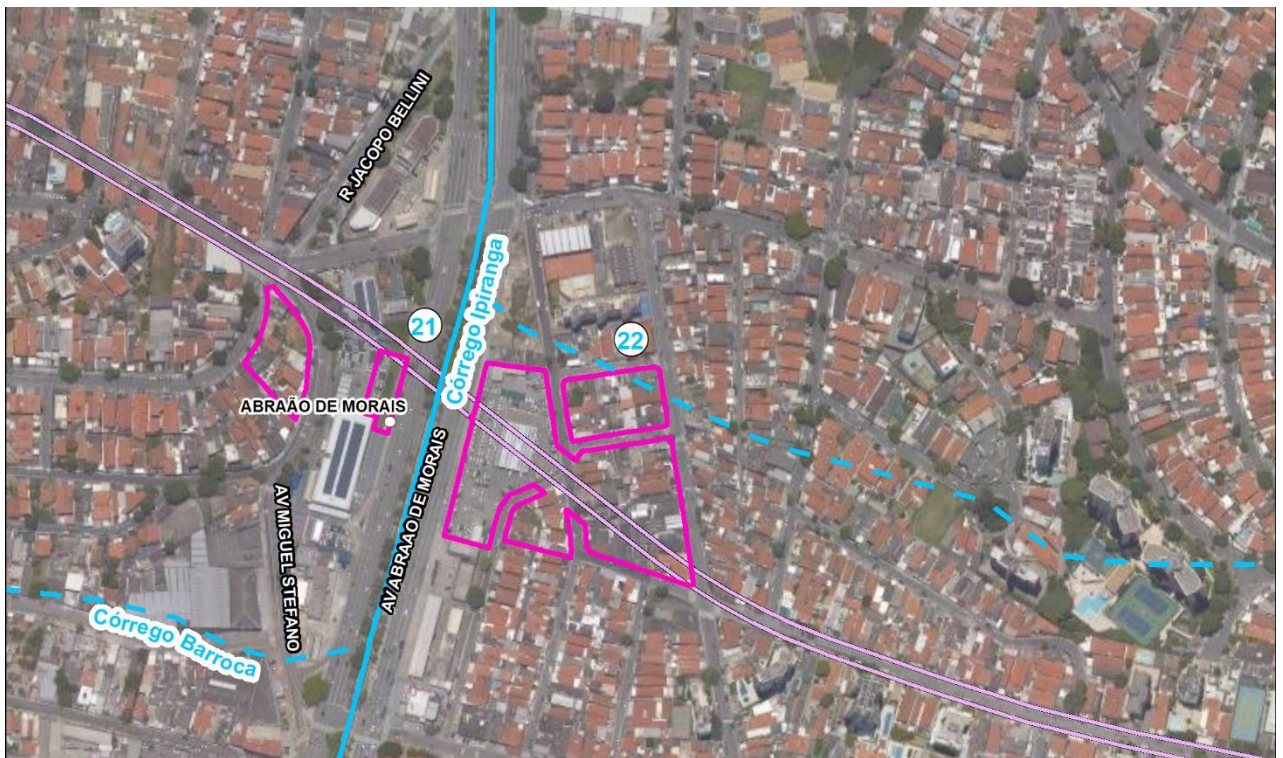 R JACOPO BELLINI
Córrego Ipiranga
21
22
ABRAÃO DE MORAIS
AV ABRAAO DE MORAIS
AV MIGUEL STEFANO
Córrego Barroca